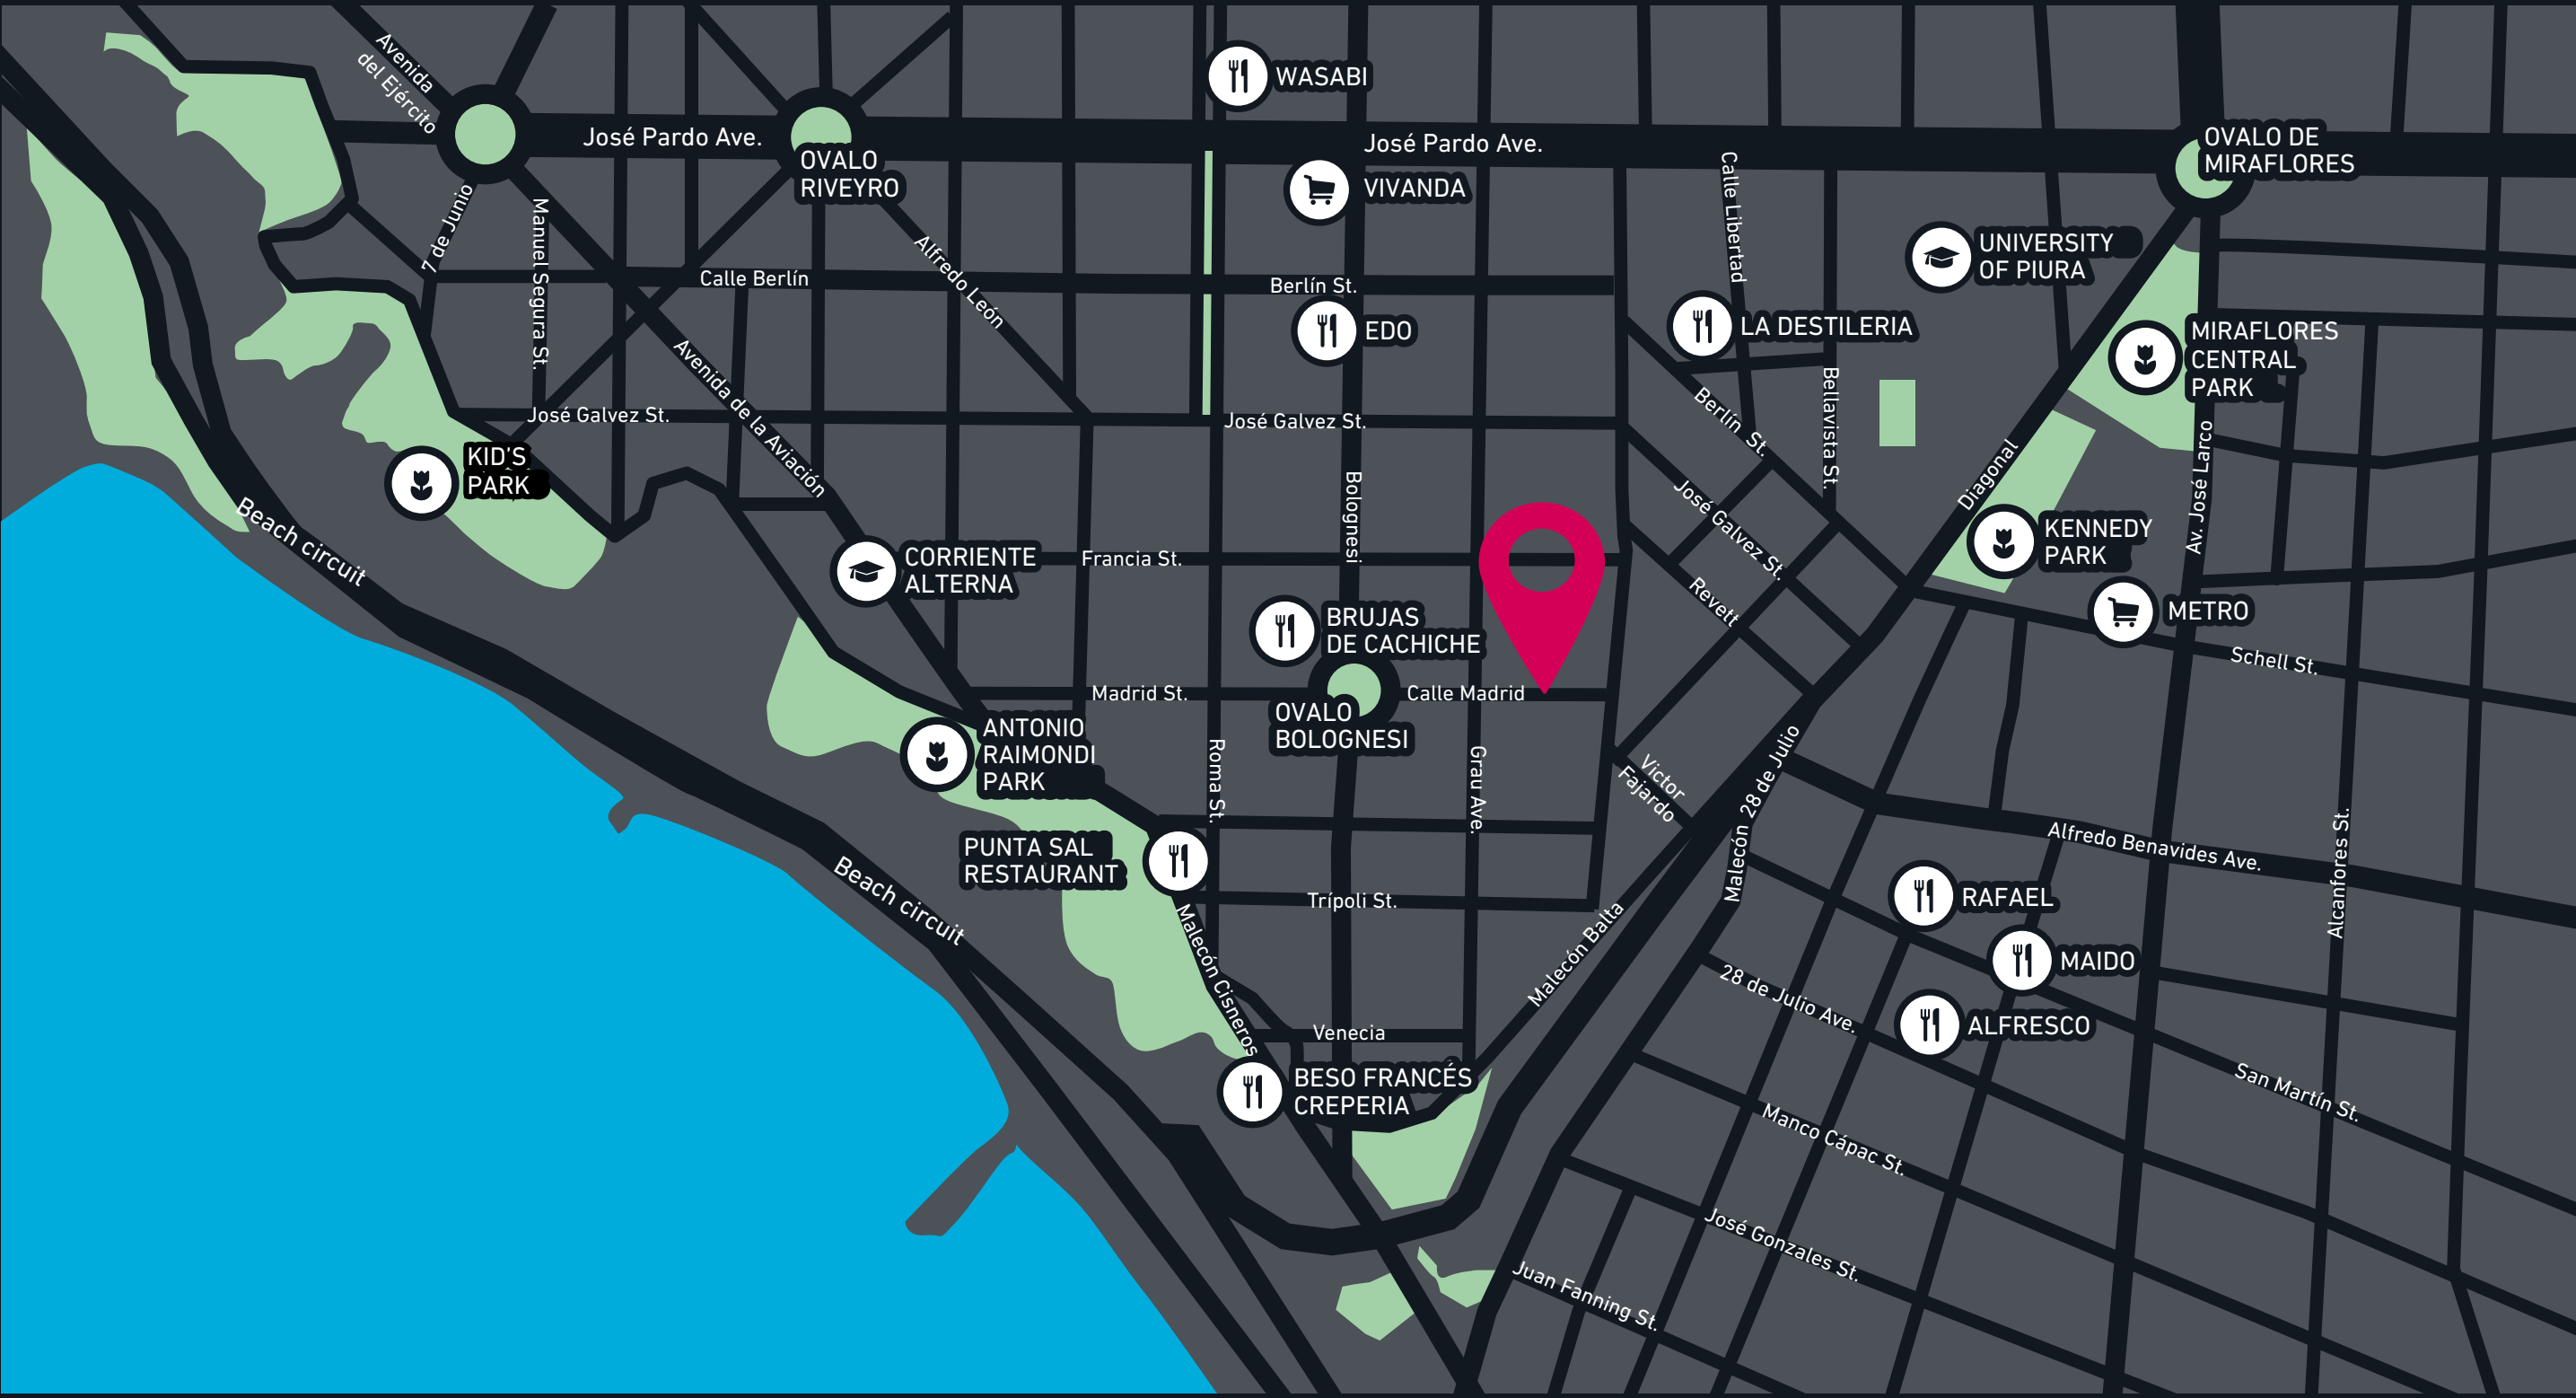 Avenida
del Ejército
WASABI
José Pardo Ave.
José Pardo Ave.
OVALO DE
MIRAFLORES
OVALO
RIVEYRO
VIVANDA
Calle Libertad
7 de Junio
Manuel Segura St.
Alfredo León
UNIVERSITY
OF PIURA
Calle Berlín
Berlín St.
EDO
LA DESTILERIA
MIRAFLORES
CENTRAL
PARK
Avenida de la Aviación
Berlín St.
Bellavista St.
José Galvez St.
José Galvez St.
KID'S
PARK
Diagonal
Av. José Larco
Bolognesi
José Galvez St.
Beach circuit
KENNEDY
PARK
CORRIENTE
ALTERNA
Francia St.
Revett
METRO
BRUJAS
DE CACHICHE
Schell St.
Madrid St.
Calle Madrid
OVALO
BOLOGNESI
ANTONIO
RAIMONDI
PARK
Roma St.
Grau Ave.
Victor
Fajardo
Malecón 28 de Julio
Alfredo Benavides Ave.
Alcanfores St.
PUNTA SAL
RESTAURANT
Beach circuit
Trípoli St.
RAFAEL
Malecón Cisneros
Malecón Balta
MAIDO
28 de Julio Ave.
ALFRESCO
Venecia
BESO FRANCÉS
CREPERIA
San Martín St.
Manco Cápac St.
José Gonzales St.
Juan Fanning St.